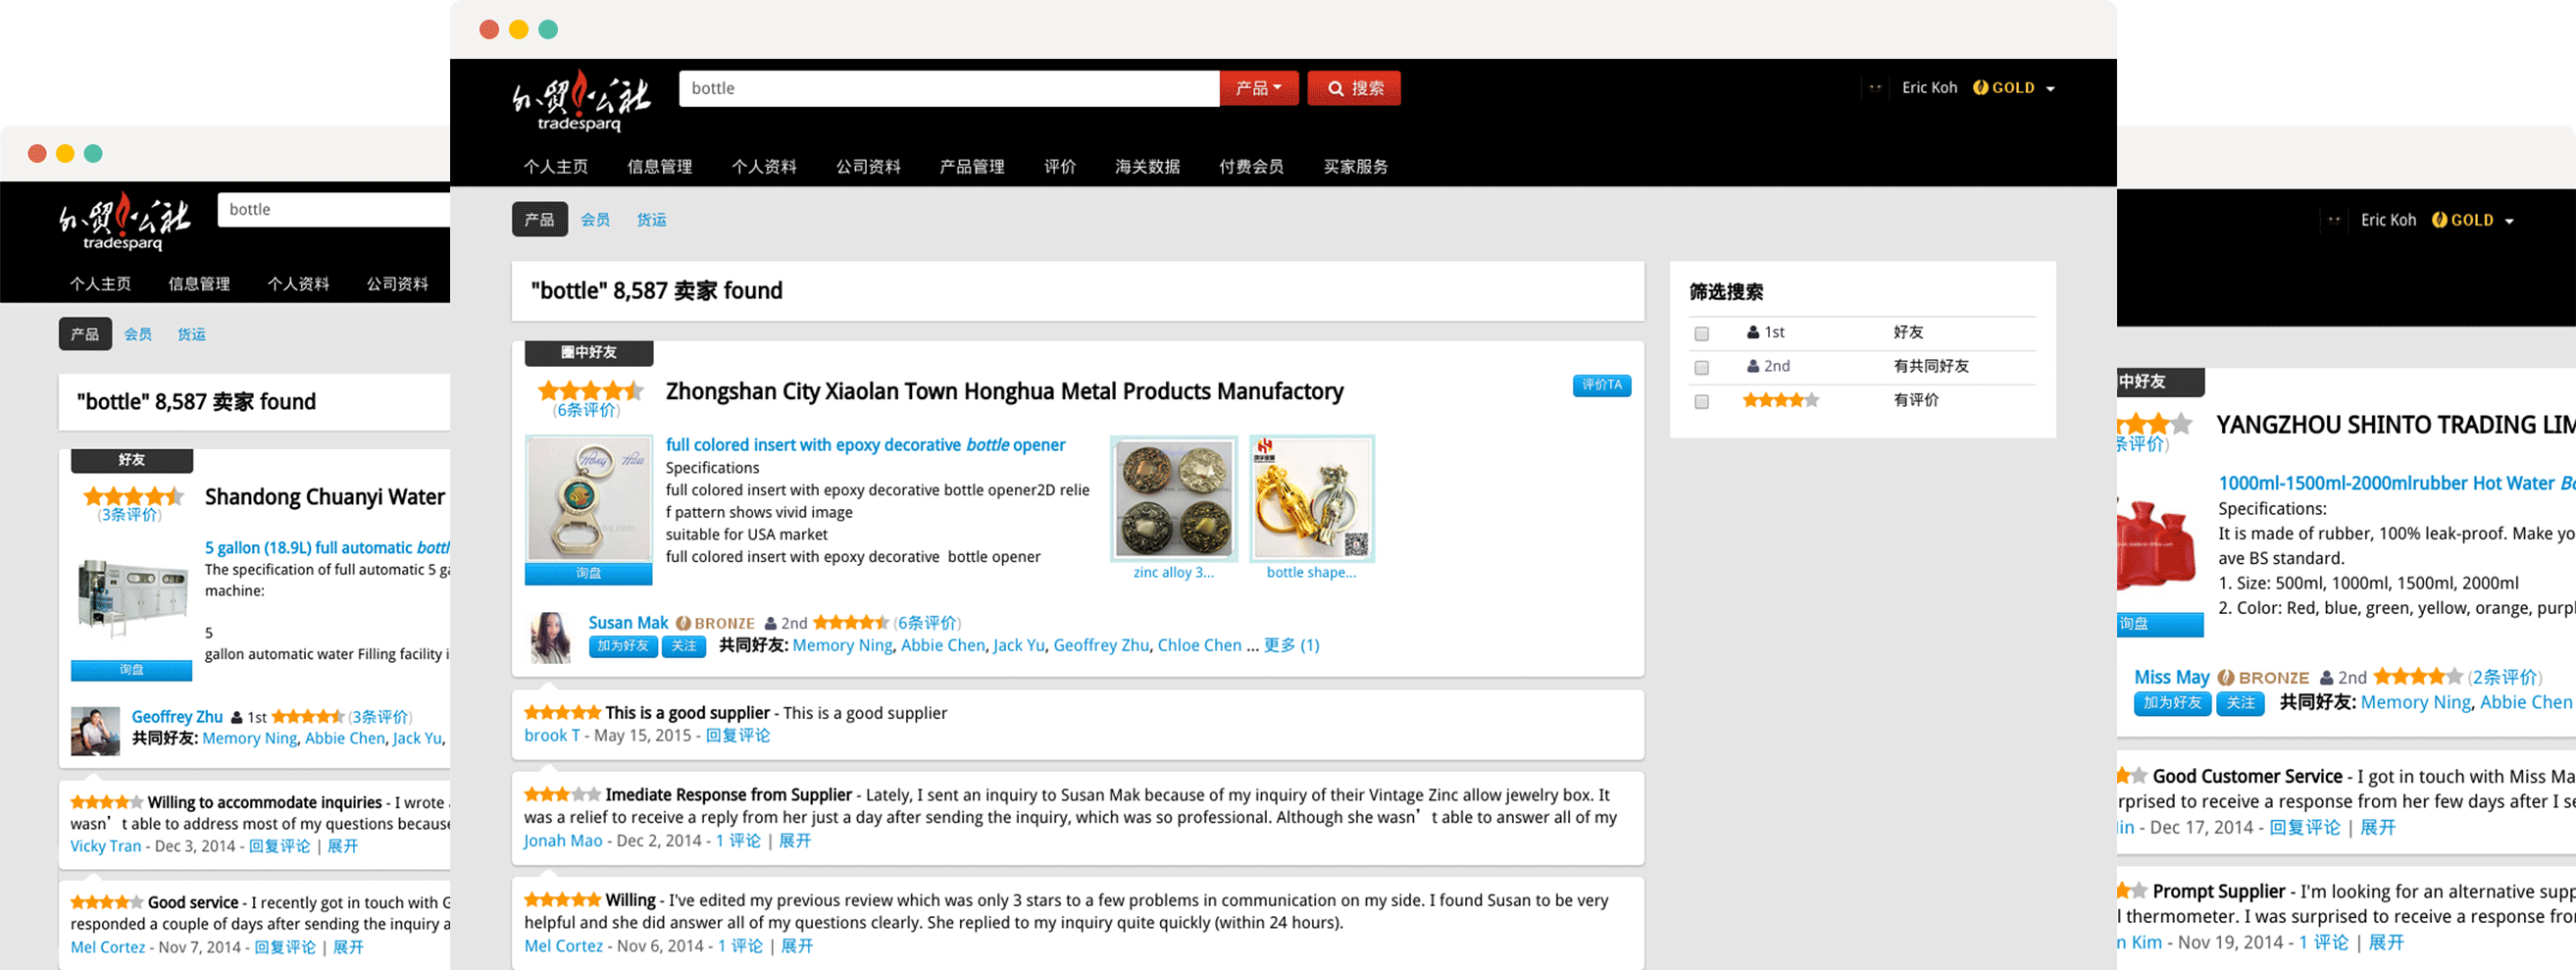 外贸公社
tradesparq
bottle
产品
搜索
Eric Koh
GOLD
个人主页
信息管理
个人资料
公司资料
产品管理
评价
海关数据
付费会员
买家服务
产品
会员
货运
"bottle" 8,587 卖家 found
圈中好友
(6条评价)
Zhongshan City Xiaolan Town Honghua Metal Products Manufactory
评价TA
full colored insert with epoxy decorative bottle opener
Specifications
full colored insert with epoxy decorative bottle opener2D relie
f pattern shows vivid image
suitable for USA market
full colored insert with epoxy decorative  bottle opener
询盘
zinc alloy 3...
bottle shape...
Susan Mak BRONZE 2nd (6条评价)
加为好友 关注 共同好友: Memory Ning, Abbie Chen, Jack Yu, Geoffrey Zhu, Chloe Chen ... 更多 (1)
This is a good supplier - This is a good supplier
brook T - May 15, 2015 - 回复评论
Imediate Response from Supplier - Lately, I sent an inquiry to Susan Mak because of my inquiry of their Vintage Zinc allow jewelry box. It
was a relief to receive a reply from her just a day after sending the inquiry, which was so professional. Although she wasn’t able to answer all of my
Jonah Mao - Dec 2, 2014 - 1 评论 | 展开
Willing - I've edited my previous review which was only 3 stars to a few problems in communication on my side. I found Susan to be very
helpful and she did answer all of my questions clearly. She replied to my inquiry quite quickly (within 24 hours).
Mel Cortez - Nov 6, 2014 - 1 评论 | 展开
筛选搜索
1st 好友
2nd 有共同好友
有评价
外贸公社
tradesparq
bottle
个人主页
信息管理
个人资料
公司资料
产品
会员
货运
"bottle" 8,587 卖家 found
好友
(3条评价)
Shandong Chuanyi Water
5 gallon (18.9L) full automatic bottl
The specification of full automatic 5 ga
machine:
5
gallon automatic water Filling facility i
询盘
Geoffrey Zhu 1st (3条评价)
共同好友: Memory Ning, Abbie Chen, Jack Yu,
Willing to accommodate inquiries - I wrote
wasn’t able to address most of my questions because
Vicky Tran - Dec 3, 2014 - 回复评论 | 展开
Good service - I recently got in touch with G
responded a couple of days after sending the inquiry a
Mel Cortez - Nov 7, 2014 - 回复评论 | 展开
Eric Koh
GOLD
中好友
条评价)
YANGZHOU SHINTO TRADING LIM
1000ml-1500ml-2000mlrubber Hot Water Bo
Specifications:
It is made of rubber, 100% leak-proof. Make yo
ave BS standard.
1. Size: 500ml, 1000ml, 1500ml, 2000ml
2. Color: Red, blue, green, yellow, orange, purpl
询盘
Miss May BRONZE 2nd (2条评价)
加为好友 关注 共同好友: Memory Ning, Abbie Chen
Good Customer Service - I got in touch with Miss Ma
rprised to receive a response from her few days after I se
lin - Dec 17, 2014 - 回复评论 | 展开
Prompt Supplier - I'm looking for an alternative supp
l thermometer. I was surprised to receive a response fro
n Kim - Nov 19, 2014 - 1 评论 | 展开